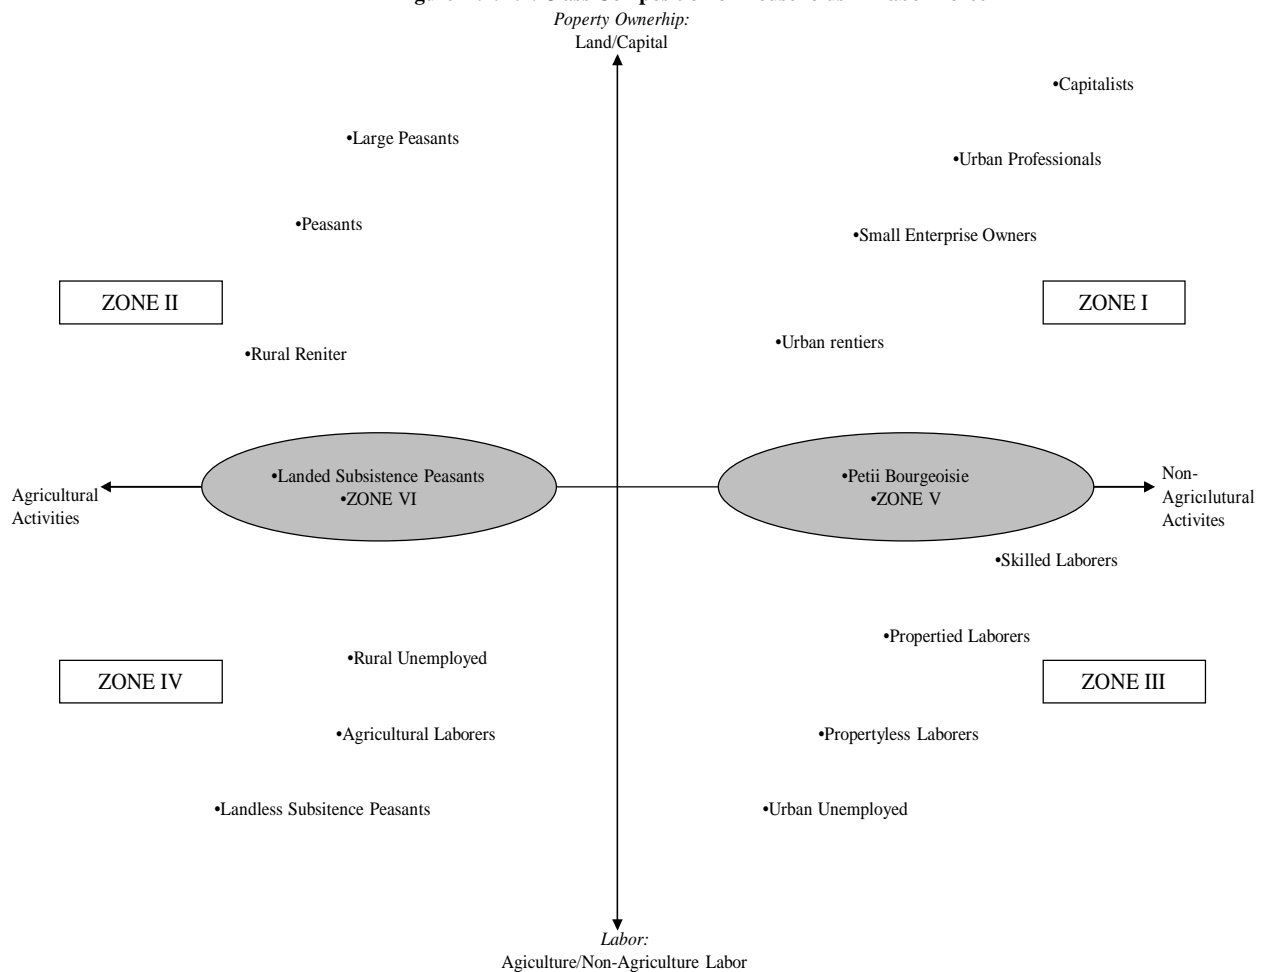 Poperty Ownerhip:
Land/Capital
•Capitalists
•Large Peasants
•Urban Professionals
•Peasants
•Small Enterprise Owners
ZONE II
ZONE I
•Urban rentiers
•Rural Reniter
•Landed Subsistence Peasants
•ZONE VI
•Petii Bourgeoisie
•ZONE V
Agricultural
Activities
Non-
Agricilutural
Activites
•Skilled Laborers
•Propertied Laborers
•Rural Unemployed
ZONE IV
ZONE III
•Agricultural Laborers
•Propertyless Laborers
•Landless Subsitence Peasants
•Urban Unemployed
Labor:
Agiculture/Non-Agriculture Labor